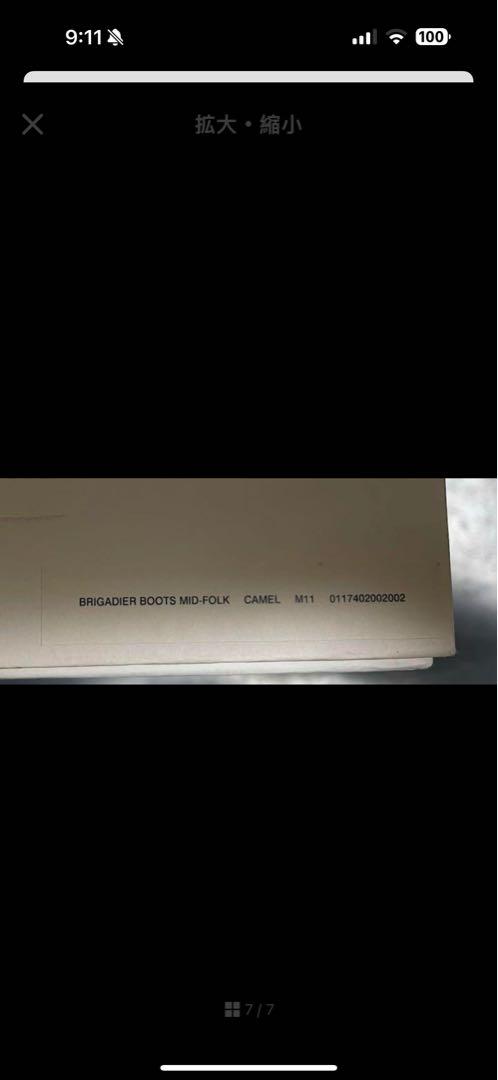 9:11
100
拡大・縮小
BRIGADIER BOOTS MID-FOLK CAMEL M11 0117402002002
7/7